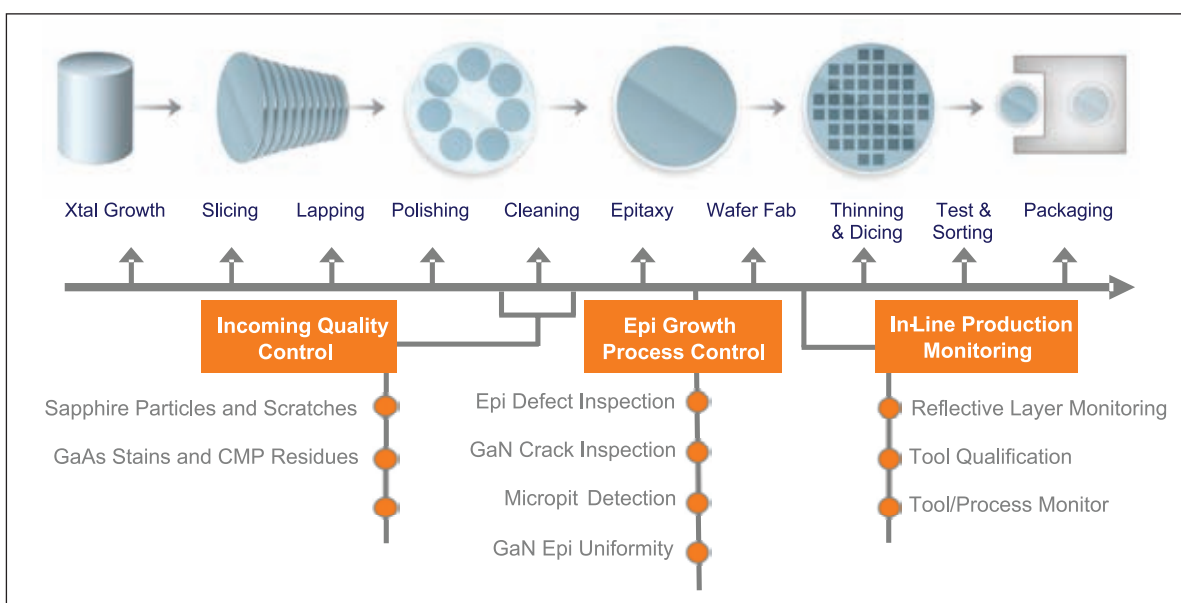 Xtal Growth
Slicing
Lapping
Polishing
Cleaning
Epitaxy
Wafer Fab
Thinning
& Dicing
Test &
Sorting
Packaging
Incoming Quality
Control
Sapphire Particles and Scratches
GaAs Stains and CMP Residues
Epi Growth
Process Control
Epi Defect Inspection
GaN Crack Inspection
Micropit Detection
GaN Epi Uniformity
In-Line Production
Monitoring
Reflective Layer Monitoring
Tool Qualification
Tool/Process Monitor